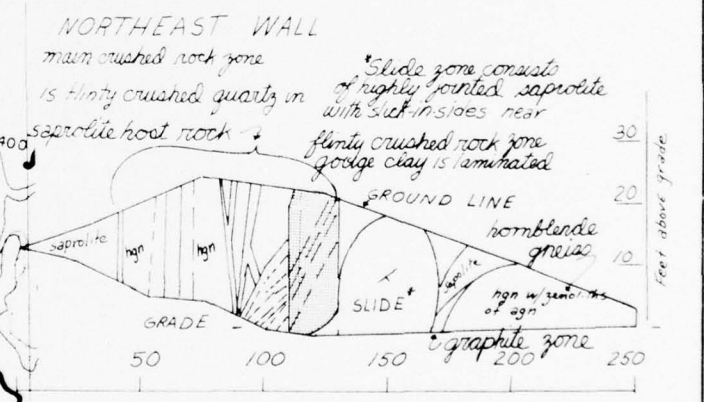 NORTHEAST WALL
main crushed rock zone
is flinty crushed quartz in
saprolite host rock
*Slide zone consists
of highly jointed saprolite
with slick-in-sides near
flinty crushed rock zone
gouge clay is laminated
400
GROUND LINE
hornblende
gneiss
saprolite
hgn
hgn
SLIDE*
saprolite
hgn w/ xenoliths
of agn
GRADE
graphite zone
30
20
10
Feet above grade
50
100
150
200
250